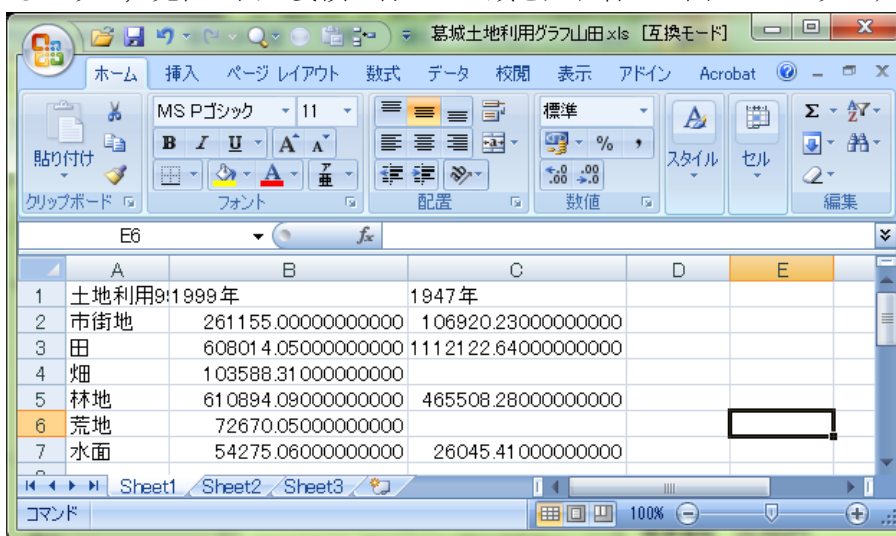 葛城土地利用グラフ山田.xls [互換モード]
ホーム 挿入 ページ レイアウト 数式 データ 校閲 表示 アドイン Acrobat
MS Pゴシック 11 標準
B I U A A % ,
貼り付け スタイル セル
A ア亜 .0 .00 .00 .0
クリップボード フォント 配置 数値 編集
E6 fx
A B C D E
1 土地利用9 1999年 1947年
2 市街地 261155.00000000000 106920.23000000000
3 田 608014.05000000000 1112122.64000000000
4 畑 103588.31000000000
5 林地 610894.09000000000 465508.28000000000
6 荒地 72670.05000000000
7 水面 54275.06000000000 26045.41000000000
Sheet1 Sheet2 Sheet3
コマンド 100%